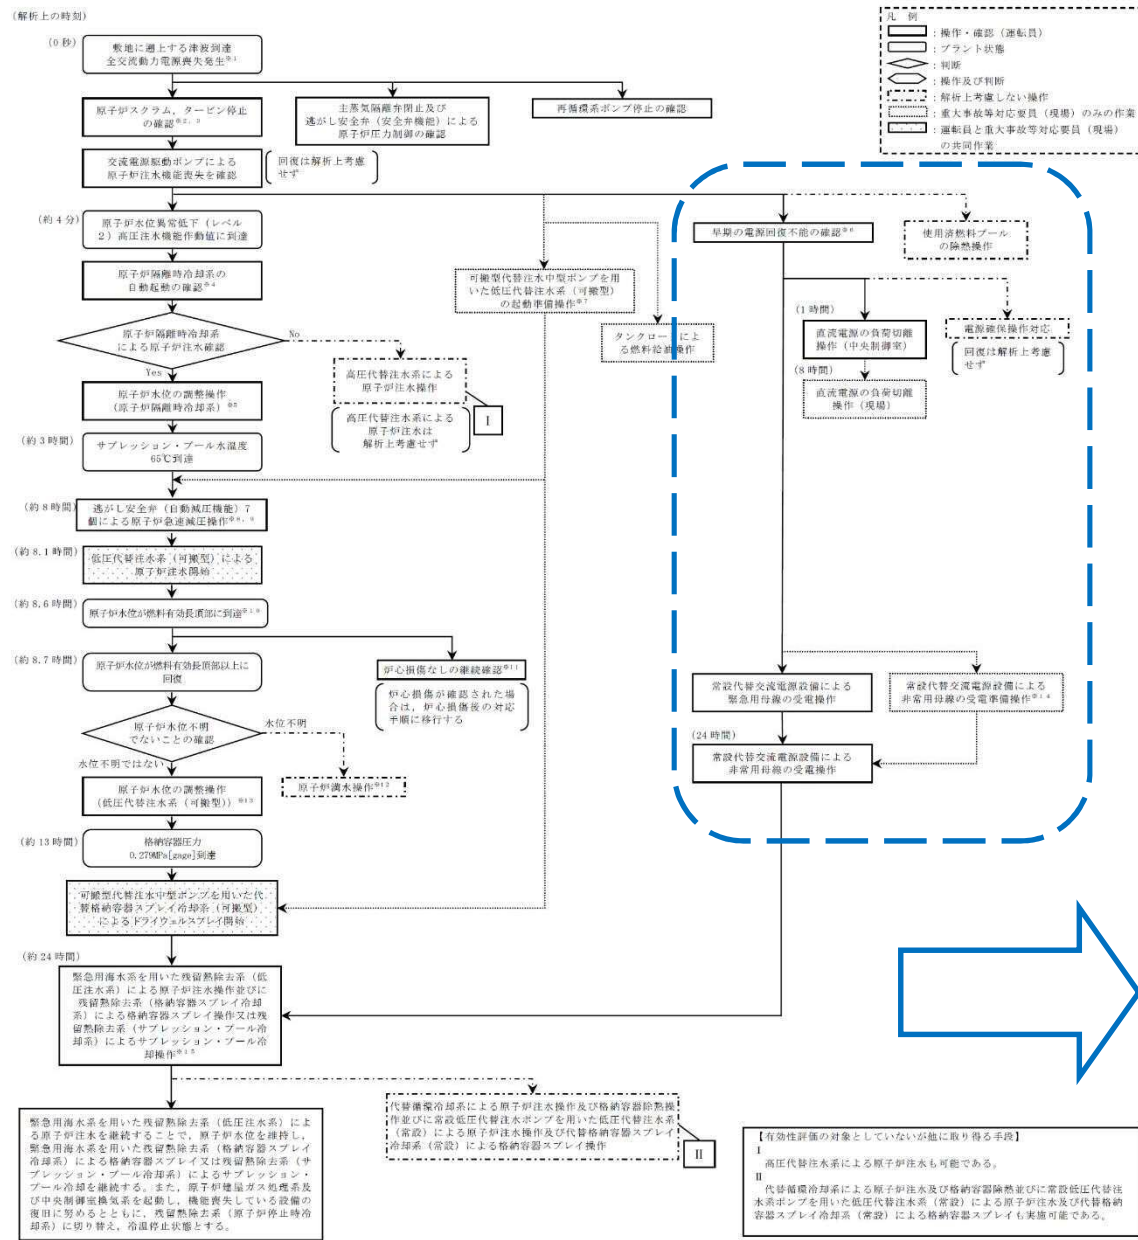 (解析上の時刻)
(0秒)
敷地に遡上する津波到達
全交流動力電源喪失発生※1
原子炉スクラム,タービン停止
の確認※2,3
主蒸気隔離弁閉止及び
逃がし安全弁(安全弁機能)による
原子炉圧力制御の確認
再循環系ポンプ停止の確認
交流電源駆動ポンプによる
原子炉注水機能喪失を確認
回復は解析上考慮
せず
(約4分)
原子炉水位異常低下(レベル
2)高圧注水機能作動値に到達
原子炉隔離時冷却系の
自動起動の確認※4
原子炉隔離時冷却系
による原子炉注水確認
No
Yes
高圧代替注水系による
原子炉注水操作
Ⅰ
高圧代替注水系による
原子炉注水は
解析上考慮せず
原子炉水位の調整操作
(原子炉隔離時冷却系)※5
(約3時間)
サプレッション・プール水温度
65℃到達
(約8時間)
逃がし安全弁(自動減圧機能)7
個による原子炉急速減圧操作※8,9
(約8.1時間)
低圧代替注水系(可搬型)による
原子炉注水開始
(約8.6時間)
原子炉水位が燃料有効長頂部に到達※10
(約8.7時間)
原子炉水位が燃料有効長頂部以上に
回復
炉心損傷なしの継続確認※11
炉心損傷が確認された場
合は,炉心損傷後の対応
手順に移行する
原子炉水位不明
でないことの確認
水位不明
水位不明ではない
原子炉満水操作※12
原子炉水位の調整操作
(低圧代替注水系(可搬型))※13
(約13時間)
格納容器圧力
0.279MPa[gage]到達
可搬型代替注水中型ポンプを用いた代
替格納容器スプレイ冷却系(可搬型)
によるドライウェルスプレイ開始
(約24時間)
緊急用海水系を用いた残留熱除去系(低
圧注水系)による原子炉注水操作並びに
残留熱除去系(格納容器スプレイ冷却
系)による格納容器スプレイ操作又は残
留熱除去系(サプレッション・プール冷
却系)によるサプレッション・プール冷
却操作※15
緊急用海水系を用いた残留熱除去系(低圧注水系)によ
る原子炉注水を継続することで,原子炉水位を維持し,
緊急用海水系を用いた残留熱除去系(格納容器スプレイ
冷却系)による格納容器スプレイ又は残留熱除去系(サ
プレッション・プール冷却系)によるサプレッション・
プール冷却を継続する。また,原子炉建屋ガス処理系及
び中央制御室換気系を起動し,機能喪失している設備の
復旧に努めるとともに,残留熱除去系(原子炉停止時冷
却系)に切り替え,冷温停止状態とする。
代替循環冷却系による原子炉注水操作及び格納容器除熱操
作並びに常設低圧代替注水系ポンプを用いた低圧代替注水系
(常設)による原子炉注水操作及び代替格納容器スプレイ
冷却系(常設)による格納容器スプレイ操作
Ⅱ
可搬型代替注水中型ポンプを用
いた低圧代替注水系(可搬型)
の起動準備操作※7
タンクローリによ
る燃料給油操作
早期の電源回復不能の確認※6
使用済燃料プール
の除熱操作
(1時間)
直流電源の負荷切離
操作(中央制御室)
電源確保操作対応
回復は解析上考慮
せず
(8時間)
直流電源の負荷切離
操作(現場)
常設代替交流電源設備による
緊急用母線の受電操作
常設代替交流電源設備による
非常用母線の受電準備操作※14
(24時間)
常設代替交流電源設備による
非常用母線の受電操作
凡 例
:操作・確認(運転員)
:プラント状態
:判断
:操作及び判断
:解析上考慮しない操作
:重大事故等対応要員(現場)のみの作業
:運転員と重大事故等対応要員(現場)
の共同作業
【有効性評価の対象としていないが他に取り得る手段】
Ⅰ
高圧代替注水系による原子炉注水も可能である。
Ⅱ
代替循環冷却系による原子炉注水及び格納容器除熱並びに常設低圧代替注
水系ポンプを用いた低圧代替注水系(常設)による原子炉注水及び代替格納
容器スプレイ冷却系(常設)による格納容器スプレイも実施可能である。